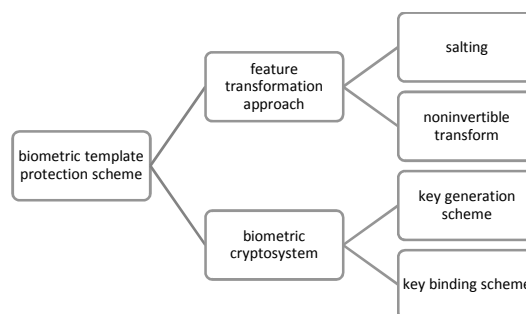 biometric template
protection scheme
feature
transformation
approach
salting
noninvertible
transform
biometric
cryptosystem
key generation
scheme
key binding scheme